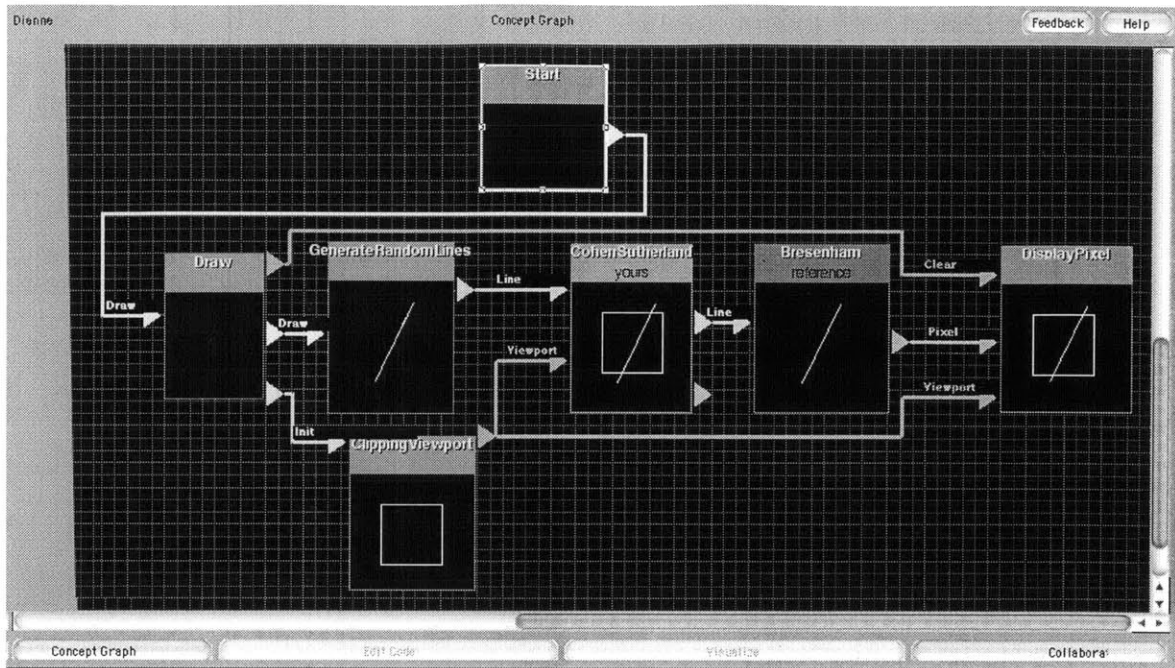 Dienne
Concept Graph
Feedback
Help
Start
Draw
Draw
GenerateRandomLines
Draw
Init
ClippingViewport
Line
Viewport
CohenSutherland
yours
Line
Bresenham
reference
Clear
Pixel
Viewport
DisplayPixel
Concept Graph
Edit Code
Visualize
Collabora